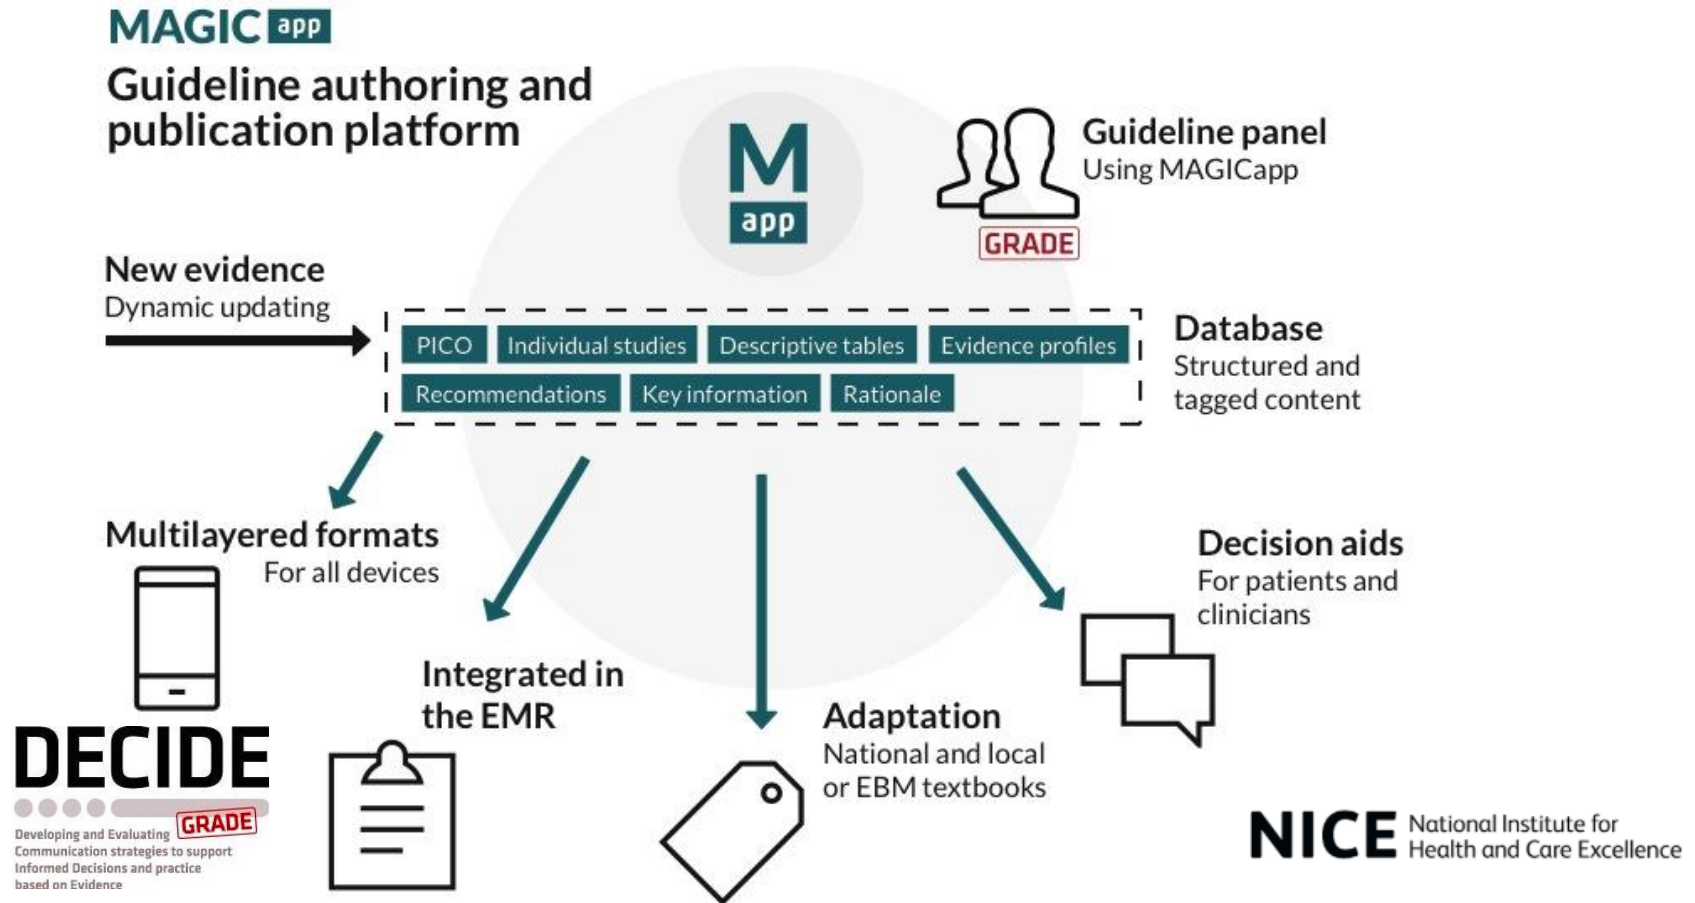 MAGIC app
Guideline authoring and
publication platform
M
app
Guideline panel
Using MAGICapp
GRADE
New evidence
Dynamic updating
PICO
Individual studies
Descriptive tables
Evidence profiles
Recommendations
Key information
Rationale
Database
Structured and
tagged content
Multilayered formats
For all devices
Integrated in
the EMR
Adaptation
National and local
or EBM textbooks
Decision aids
For patients and
clinicians
DECIDE
GRADE
Developing and Evaluating
Communication strategies to support
Informed Decisions and practice
based on Evidence
NICE
National Institute for
Health and Care Excellence